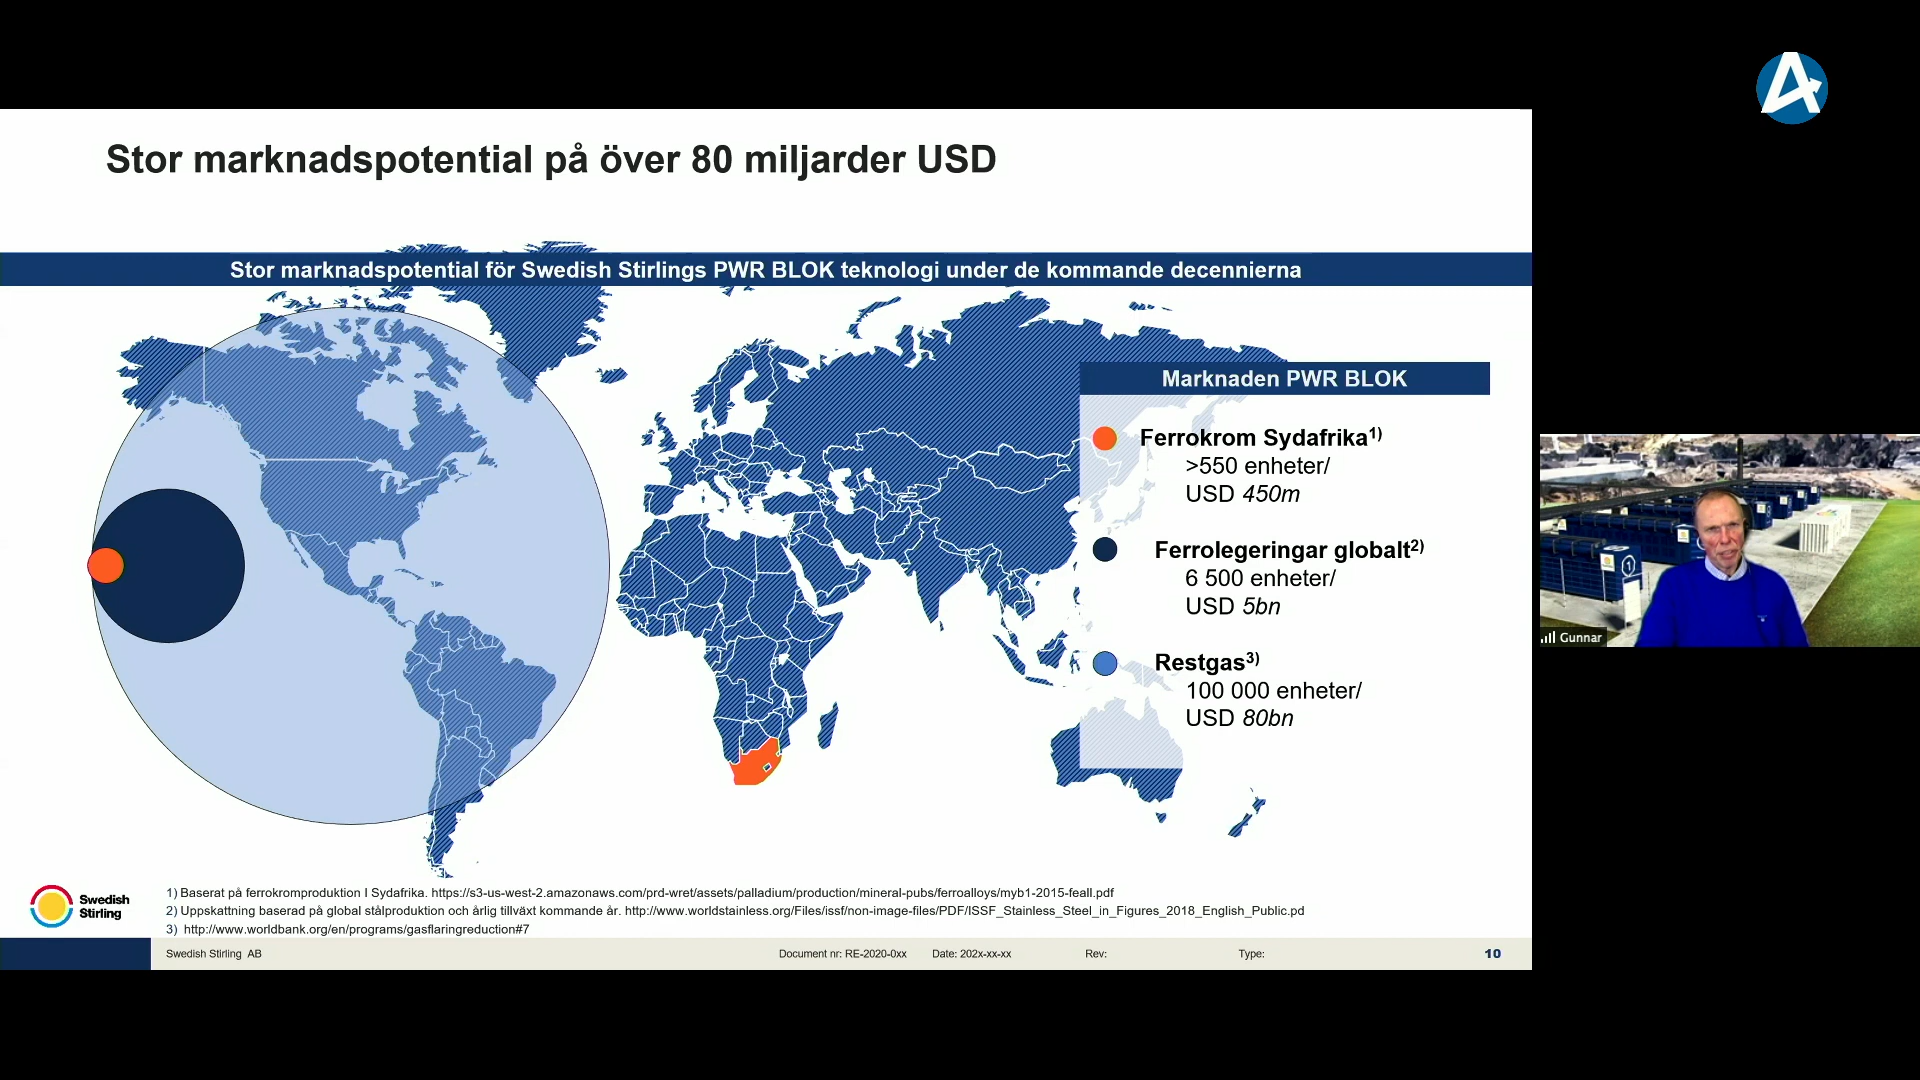 Stor marknadspotential på över 80 miljarder USD
Stor marknadspotential för Swedish Stirlings PWR BLOK teknologi under de kommande decennierna
Marknaden PWR BLOK
Ferrokrom Sydafrika1)
>550 enheter/
USD 450m
Ferrolegeringar globalt2)
6 500 enheter/
USD 5bn
Restgas3)
100 000 enheter/
USD 80bn
1
Gunnar
Swedish
Stirling
1) Baserat på ferrokromproduktion I Sydafrika. https://s3-us-west-2.amazonaws.com/prd-wret/assets/palladium/production/mineral-pubs/ferroalloys/myb1-2015-feall.pdf
2) Uppskattning baserad på global stålproduktion och årlig tillväxt kommande år. http://www.worldstainless.org/Files/issf/non-image-files/PDF/ISSF_Stainless_Steel_in_Figures_2018_English_Public.pd
3) http://www.worldbank.org/en/programs/gasflaringreduction#7
Swedish Stirling AB Document nr: RE-2020-0xx Date: 202x-xx-xx Rev: Type: 10